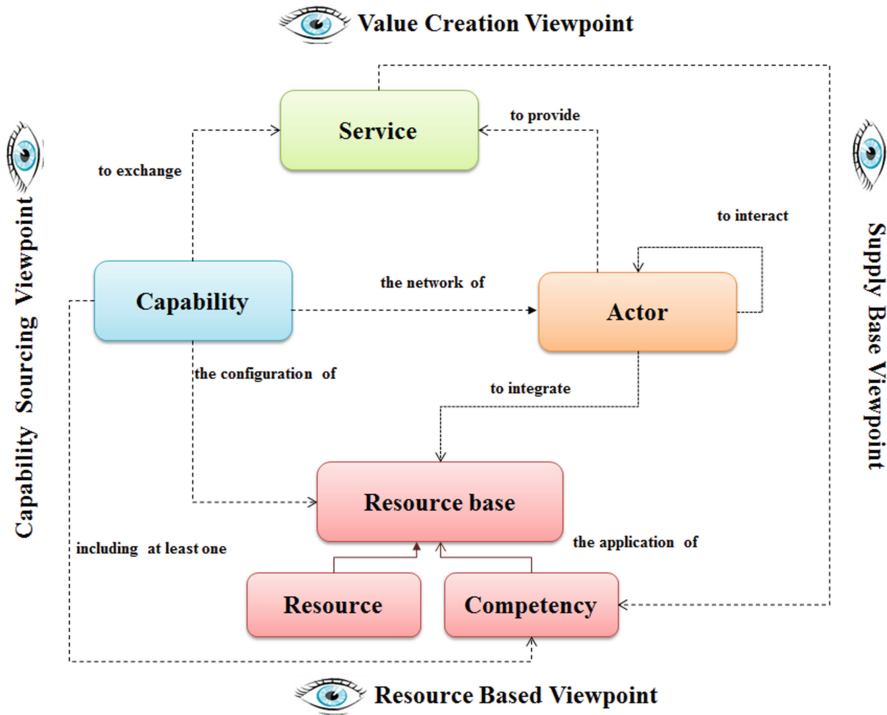 Value Creation Viewpoint
Service
to provide
to exchange
to interact
Capability Sourcing Viewpoint
Supply Base Viewpoint
Capability
the network of
Actor
the configuration of
to integrate
Resource base
including at least one
the application of
Resource
Competency
Resource Based Viewpoint